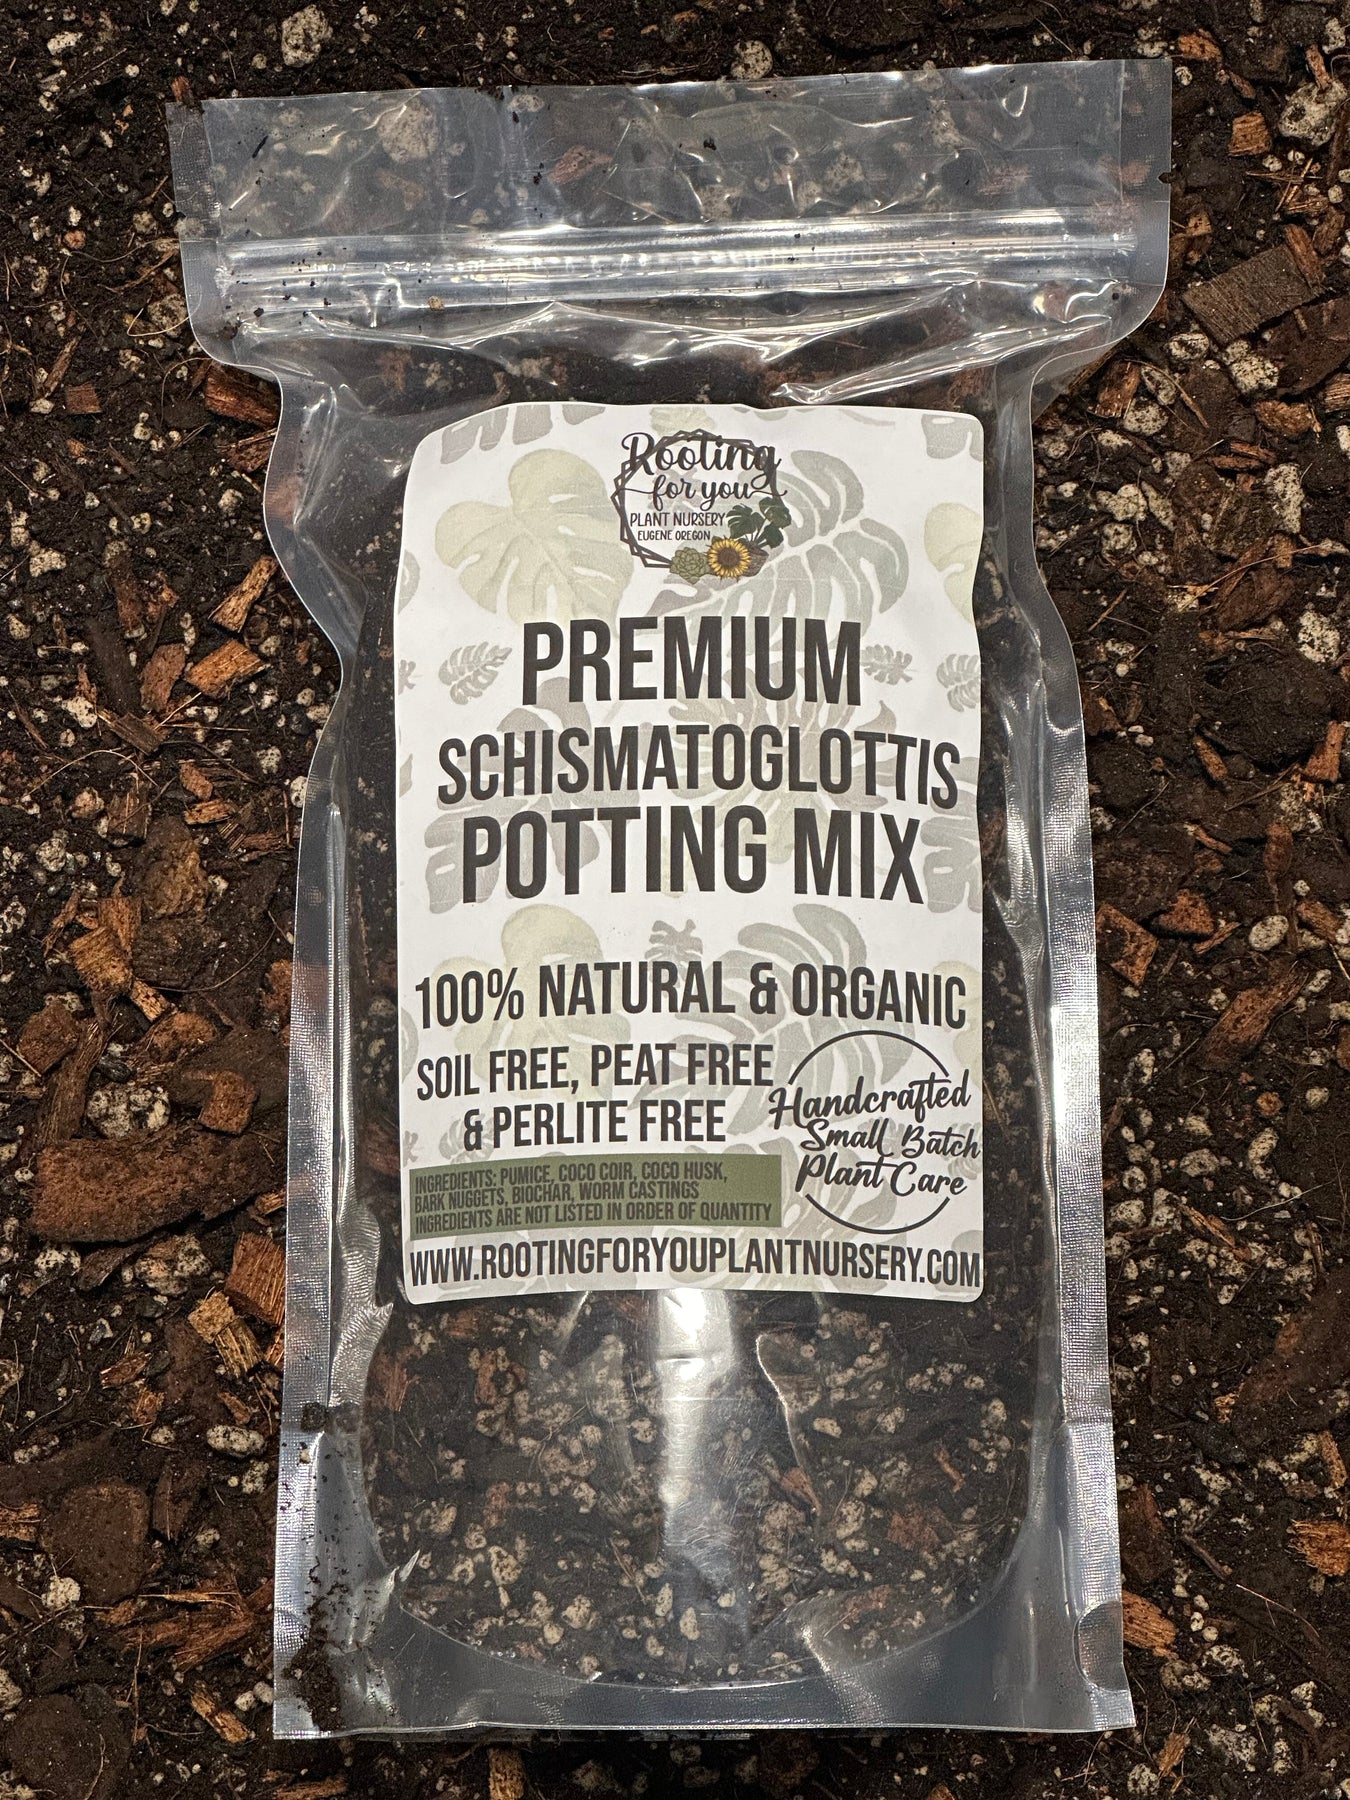 Rooting
for you
PLANT NURSERY
EUGENE OREGON
PREMIUM
SCHISMATOGLOTTIS
POTTING MIX
100% NATURAL & ORGANIC
SOIL FREE, PEAT FREE
& PERLITE FREE
Handcrafted
Small Batch
Plant Care
INGREDIENTS: PUMICE, COCO COIR, COCO HUSK,
BARK NUGGETS, BIOCHAR, WORM CASTINGS
INGREDIENTS ARE NOT LISTED IN ORDER OF QUANTITY
WWW.ROOTINGFORYOUPLANTNURSERY.COM